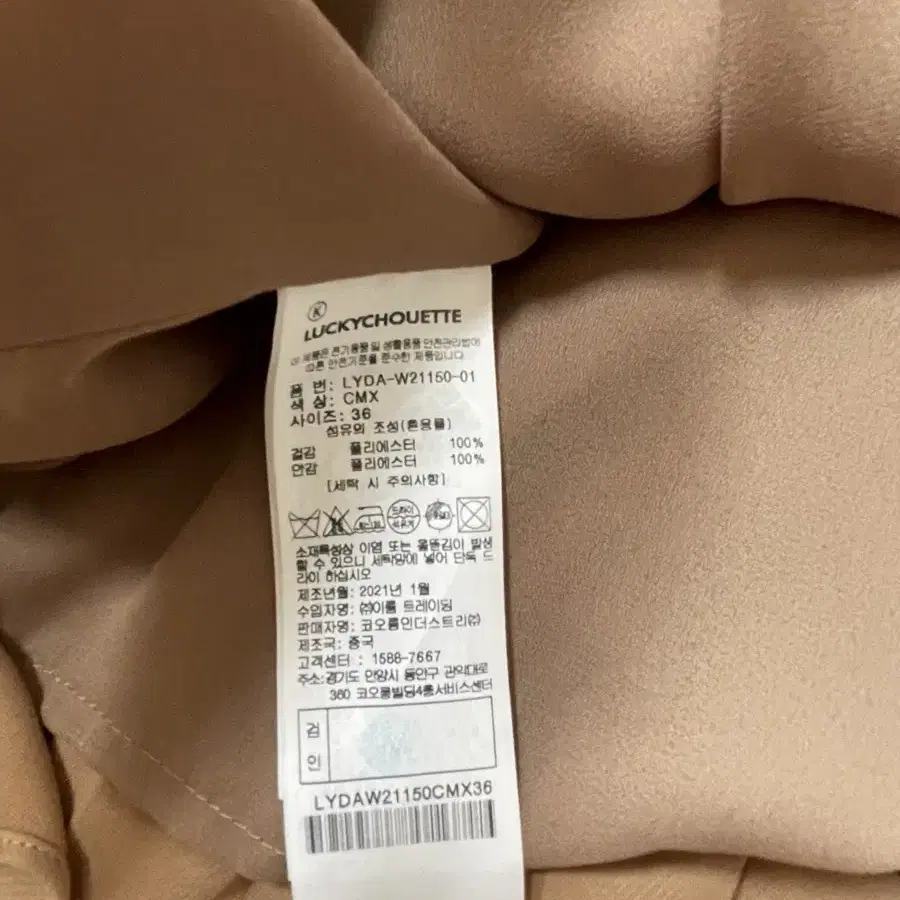 K
LUCKYCHOUETTE
이 제품은 전기용품 및 생활용품 안전관리법에
따른 안전기준을 준수한 제품입니다
품 번: LYDA-W21150-01
색 상: CMX
사이즈: 36
섬유의 조성(혼용률)
겉감 폴리에스터 100%
안감 폴리에스터 100%
[세탁 시 주의사항]
드라이
소재특성상 이염 또는 올뜯김이 발생
할 수 있으니 세탁망에 넣어 단독 드
라이 하십시오
제조년월: 2021년 1월
수입자명: ㈜이룸 트레이딩
판매자명: 코오롱인더스트리㈜
제조국: 중국
고객센터 : 1588-7667
주소:경기도 안양시 동안구 관악대로
360 코오롱빌딩4층서비스센터
검
인
LYDAW21150CMX36